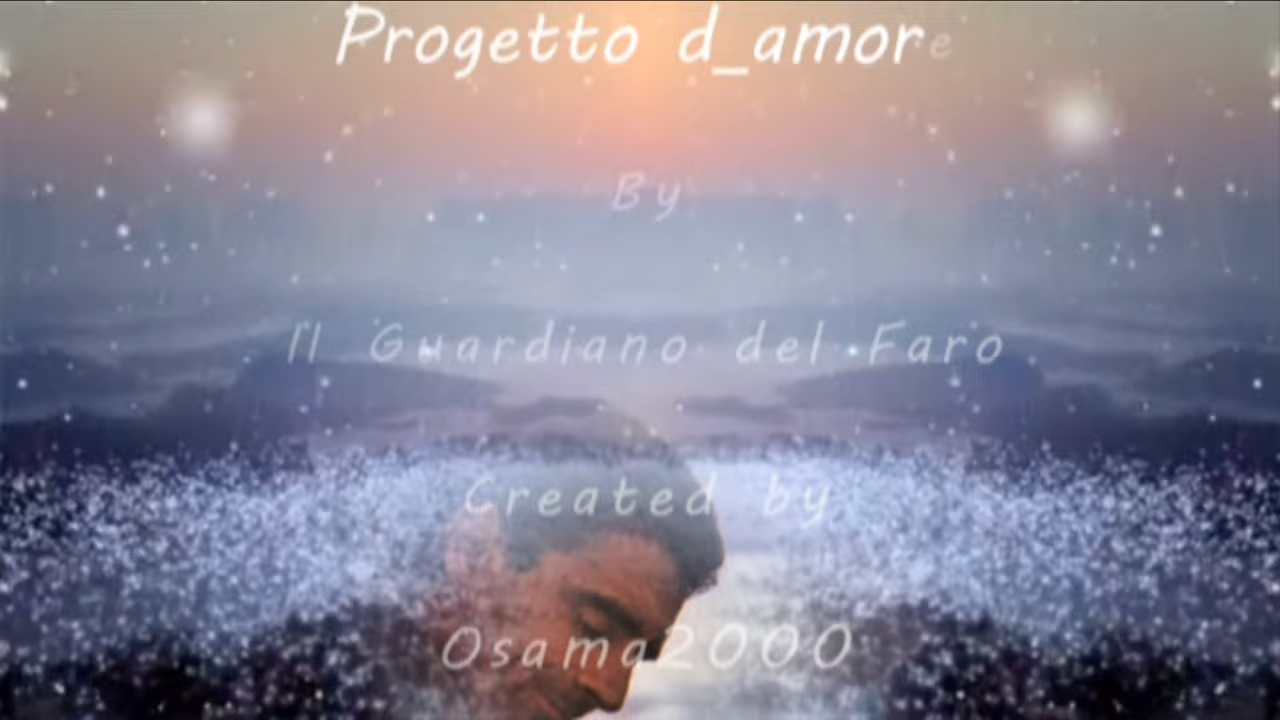 Progetto d_amore
By
Il Guardiano del Faro
Created by
Osama2000